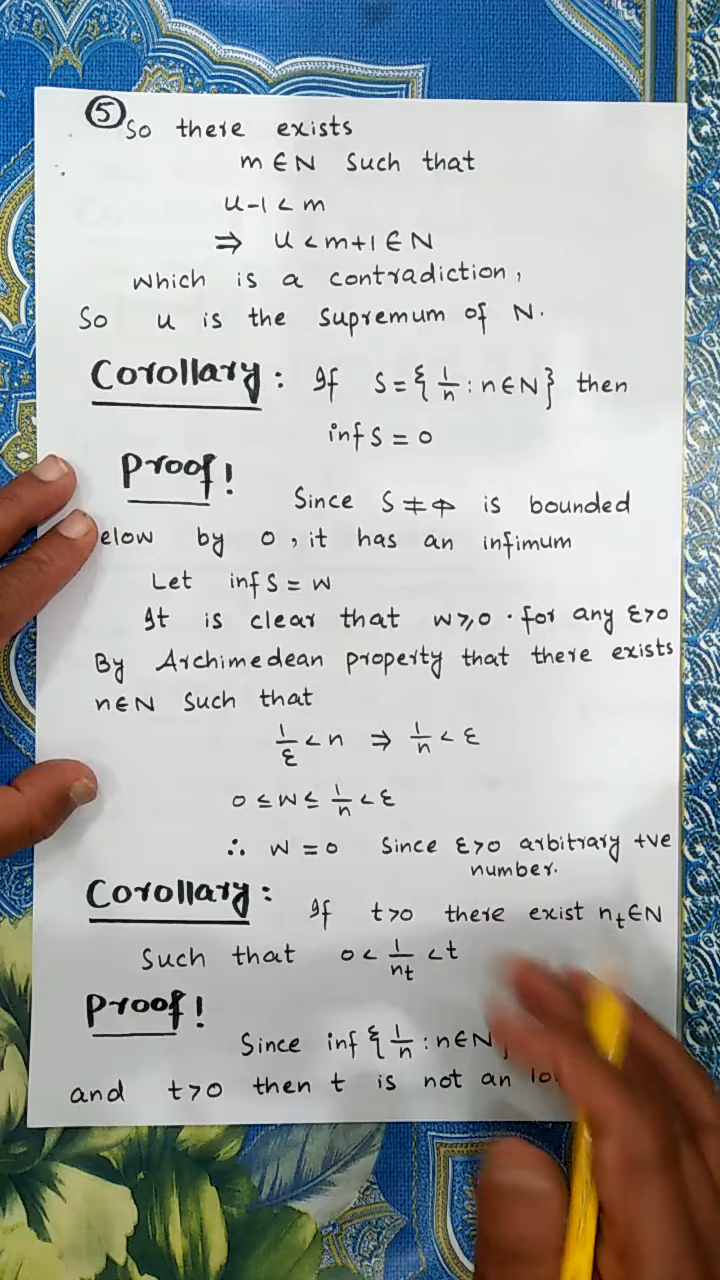 ⑤ So there exists
m ∈ N Such that
u-1 < m
⇒ u < m+1 ∈ N
which is a contradiction,
So u is the supremum of N.
Corollary: If S = { 1/n : n ∈ N } then
inf S = 0
Proof!
Since S ≠ Φ is bounded
elow by 0, it has an infimum
Let inf S = w
It is clear that w ≥ 0 . for any ε>0
By Archimedean property that there exists
n ∈ N such that
1/ε < n ⇒ 1/n < ε
0 ≤ w ≤ 1/n < ε
∴ w = 0 Since ε>0 arbitrary +ve
number.
Corollary: If t>0 there exist n_t ∈ N
Such that 0 < 1/n_t < t
Proof!
Since inf { 1/n : n ∈ N
and t>0 then t is not an